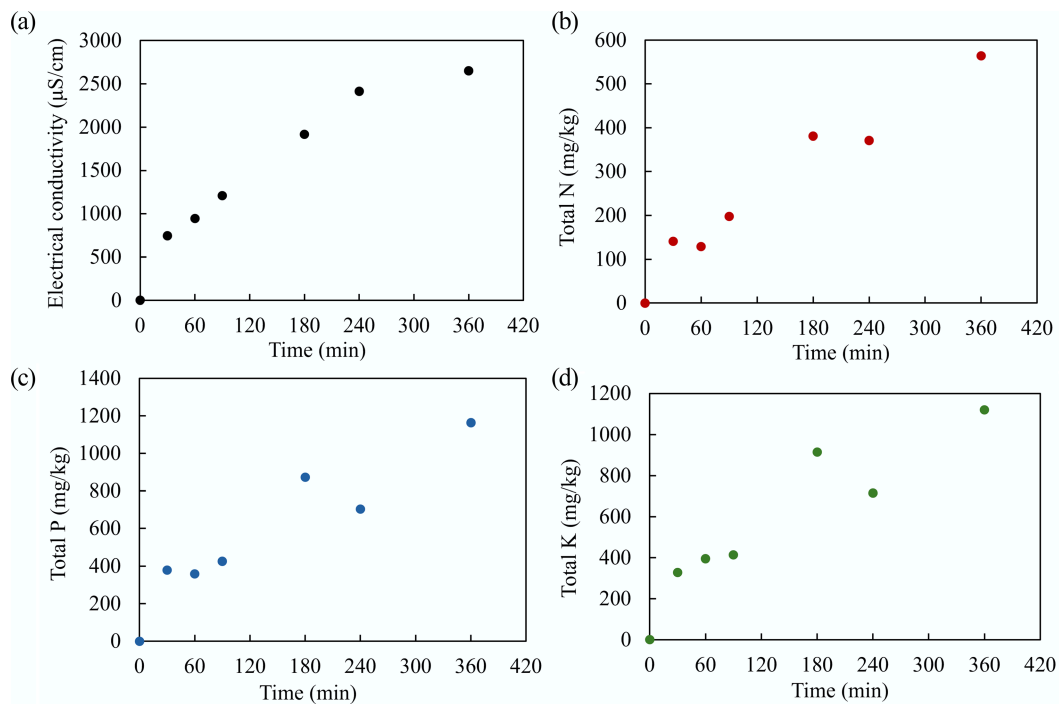 (a)
Electrical conductivity (µS/cm)
3000
2500
2000
1500
1000
500
0
0 60 120 180 240 300 360 420
Time (min)
(b)
Total N (mg/kg)
600
500
400
300
200
100
0
0 60 120 180 240 300 360 420
Time (min)
(c)
Total P (mg/kg)
1400
1200
1000
800
600
400
200
0
0 60 120 180 240 300 360 420
Time (min)
(d)
Total K (mg/kg)
1200
1000
800
600
400
200
0
0 60 120 180 240 300 360 420
Time (min)